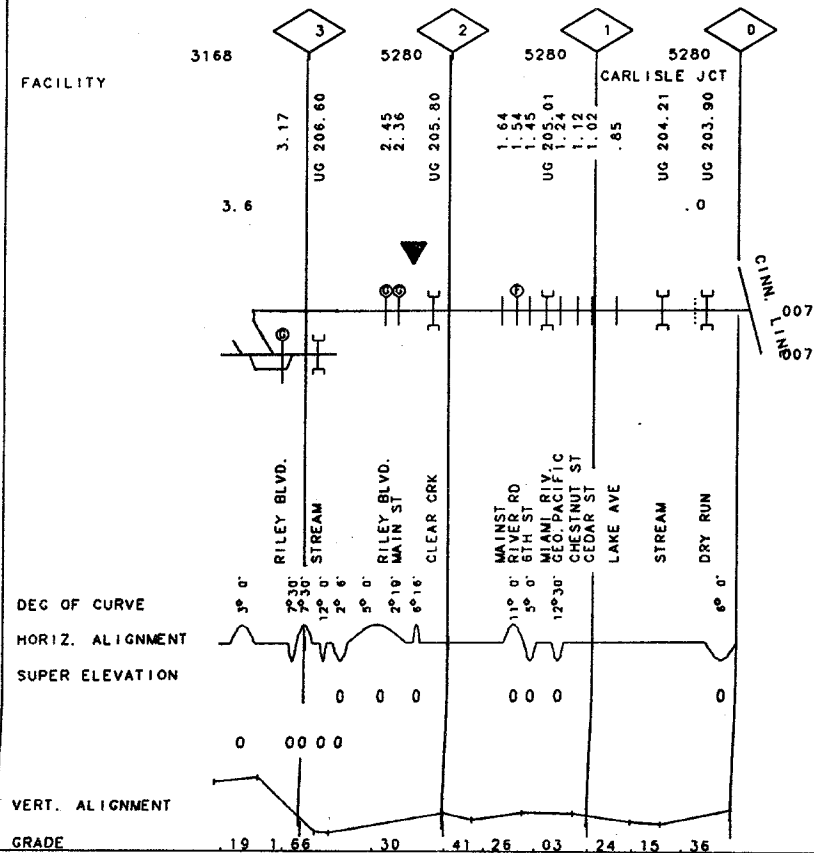 3 2 1 0
3168 5280 5280 5280
FACILITY
CARLISLE JCT
3.17
UG 206.60
2.45
2.36
UG 205.80
1.64
1.54
1.45
UG 205.01
1.24
1.12
1.02
.85
UG 204.21
UG 203.90
3.6 .0
CINN. LINE
007
007
G G G F
RILEY BLVD.
STREAM
RILEY BLVD.
MAIN ST
CLEAR CRK
MAINST
RIVER RD
6TH ST
MIAMI RIV.
GEO. PACIFIC
CHESTNUT ST
CEDAR ST
LAKE AVE
STREAM
DRY RUN
DEG OF CURVE
3° 0' 7°30' 7°30' 12° 0' 2° 6' 5° 0' 2°19' 6°16' 11° 0' 5° 0' 12°30' 6° 0'
HORIZ. ALIGNMENT
SUPER ELEVATION
0 0 0 0 0 0 0
0 0 0 0 0
VERT. ALIGNMENT
GRADE .19 1.66 .30 .41 .26 .03 .24 .15 .36